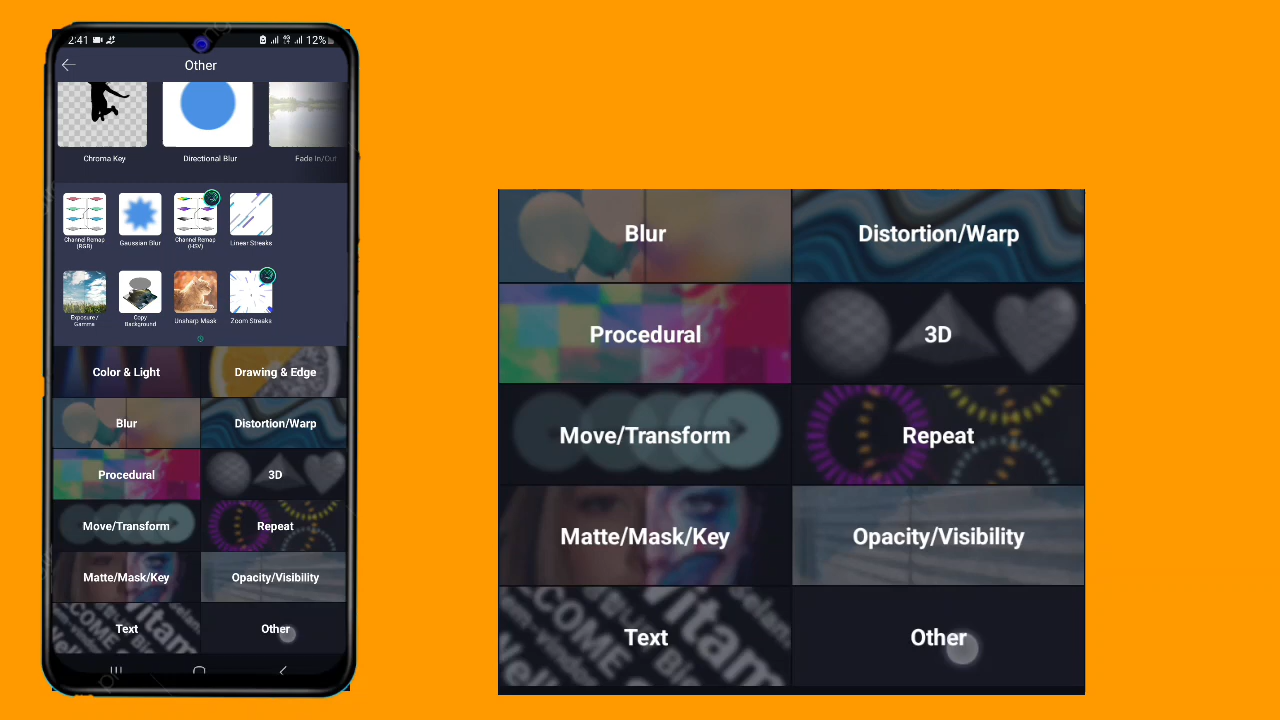 2:41 12%
Other
Chroma Key Directional Blur Fade In/Out
Channel Remap (RGB) Gaussian Blur Channel Remap (HSV) Linear Streaks
Exposure/ Gamma Copy Background Unsharp Mask Zoom Streaks
Color & Light Drawing & Edge
Blur Distortion/Warp
Procedural 3D
Move/Transform Repeat
Matte/Mask/Key Opacity/Visibility
Text Other
Blur Distortion/Warp
Procedural 3D
Move/Transform Repeat
Matte/Mask/Key Opacity/Visibility
Text Other